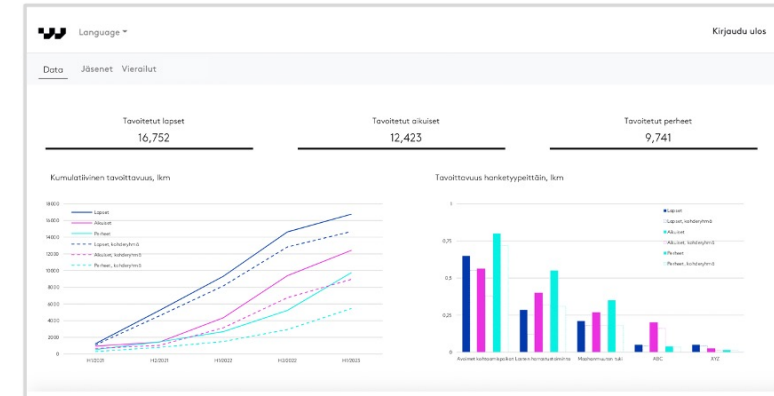 Language
Kirjaudu ulos
Data Jäsenet Vierailut
Tavoitetut lapset
16,752
Tavoitetut aikuiset
12,423
Tavoitetut perheet
9,741
Kumulatiivinen tavoittavuus, lkm
18000
16000
14000
12000
10000
8000
6000
4000
2000
0
Lapset
Aikuiset
Perheet
Lapset, kohderyhmä
Aikuiset, kohderyhmä
Perheet, kohderyhmä
H1/2021 H2/2021 H1/2022 H2/2022 H1/2023
Tavoittavuus hanketyypeittäin, lkm
1
0,75
0,5
0,25
0
Lapset
Lapset, kohderyhmä
Aikuiset
Aikuiset, kohderyhmä
Perheet
Perheet, kohderyhmä
Avoimet kohtaamispaikat Lasten harrastustoiminta Maahanmuuton tuki XYZ